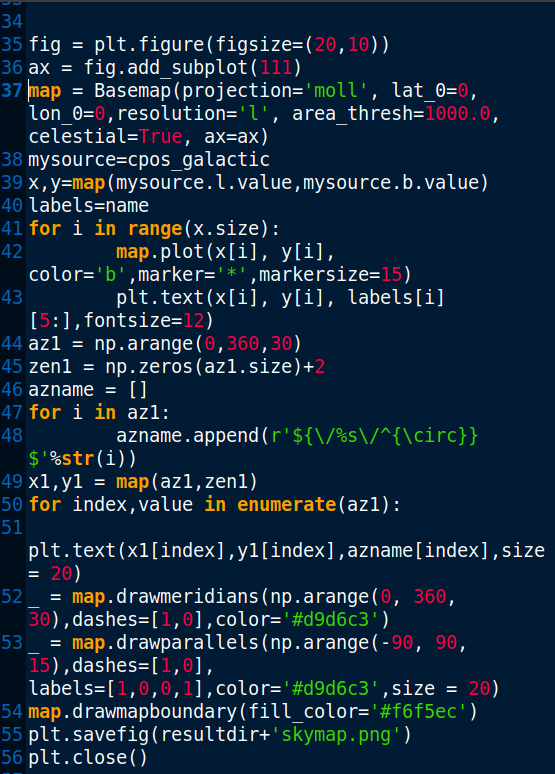 34
35 fig = plt.figure(figsize=(20,10))
36 ax = fig.add_subplot(111)
37 map = Basemap(projection='moll', lat_0=0,
lon_0=0,resolution='l', area_thresh=1000.0,
celestial=True, ax=ax)
38 mysource=cpos_galactic
39 x,y=map(mysource.l.value,mysource.b.value)
40 labels=name
41 for i in range(x.size):
42         map.plot(x[i], y[i],
color='b',marker='*',markersize=15)
43         plt.text(x[i], y[i], labels[i]
[5:],fontsize=12)
44 az1 = np.arange(0,360,30)
45 zen1 = np.zeros(az1.size)+2
46 azname = []
47 for i in az1:
48         azname.append(r'${\/%s\/^{\circ}}
$'%str(i))
49 x1,y1 = map(az1,zen1)
50 for index,value in enumerate(az1):
51
plt.text(x1[index],y1[index],azname[index],size
= 20)
52 _ = map.drawmeridians(np.arange(0, 360,
30),dashes=[1,0],color='#d9d6c3')
53 _ = map.drawparallels(np.arange(-90, 90,
15),dashes=[1,0],
labels=[1,0,0,1],color='#d9d6c3',size = 20)
54 map.drawmapboundary(fill_color='#f6f5ec')
55 plt.savefig(resultdir+'skymap.png')
56 plt.close()